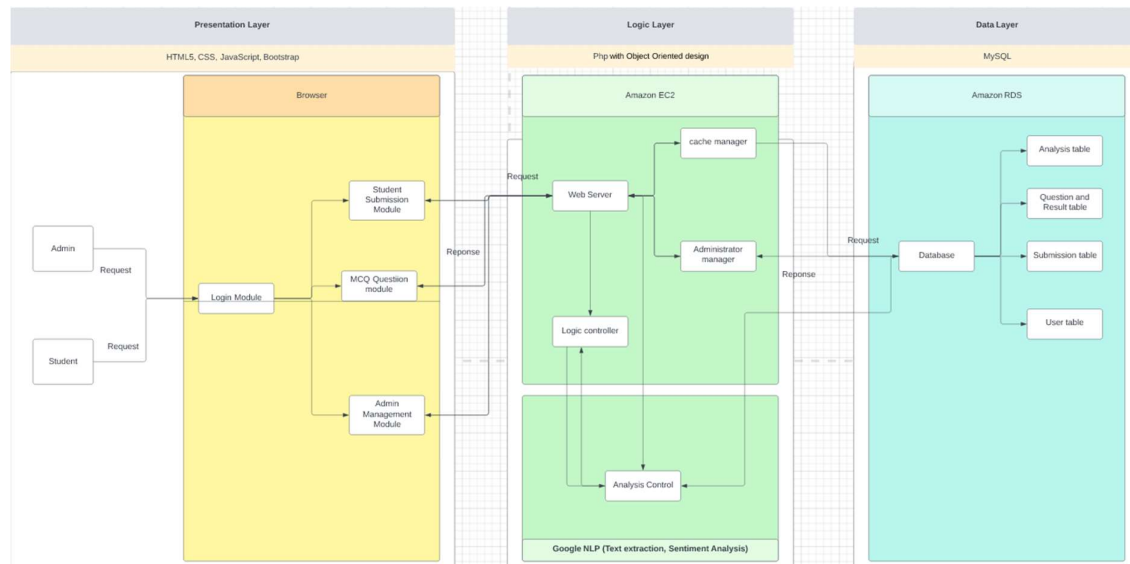 Presentation Layer
Logic Layer
Data Layer
HTML5, CSS, JavaScript, Bootstrap
Php with Object Oriented design
MySQL
Browser
Amazon EC2
Amazon RDS
cache manager
Analysis table
Request
Student
Submission
Module
Web Server
Question and
Result table
Admin
Reponse
Administrator
manager
Request
Database
Submission table
Request
MCQ Questiion
module
Reponse
Login Module
User table
Logic controller
Request
Student
Admin
Management
Module
Analysis Control
Google NLP (Text extraction, Sentiment Analysis)